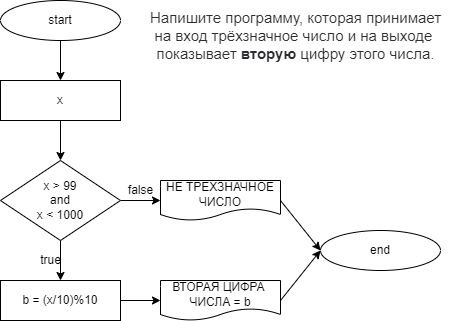 start
Напишите программу, которая принимает
на вход трёхзначное число и на выходе
показывает вторую цифру этого числа.
x
x > 99
and
x < 1000
false
НЕ ТРЕХЗНАЧНОЕ
ЧИСЛО
end
true
b = (x/10)%10
ВТОРАЯ ЦИФРА
ЧИСЛА = b